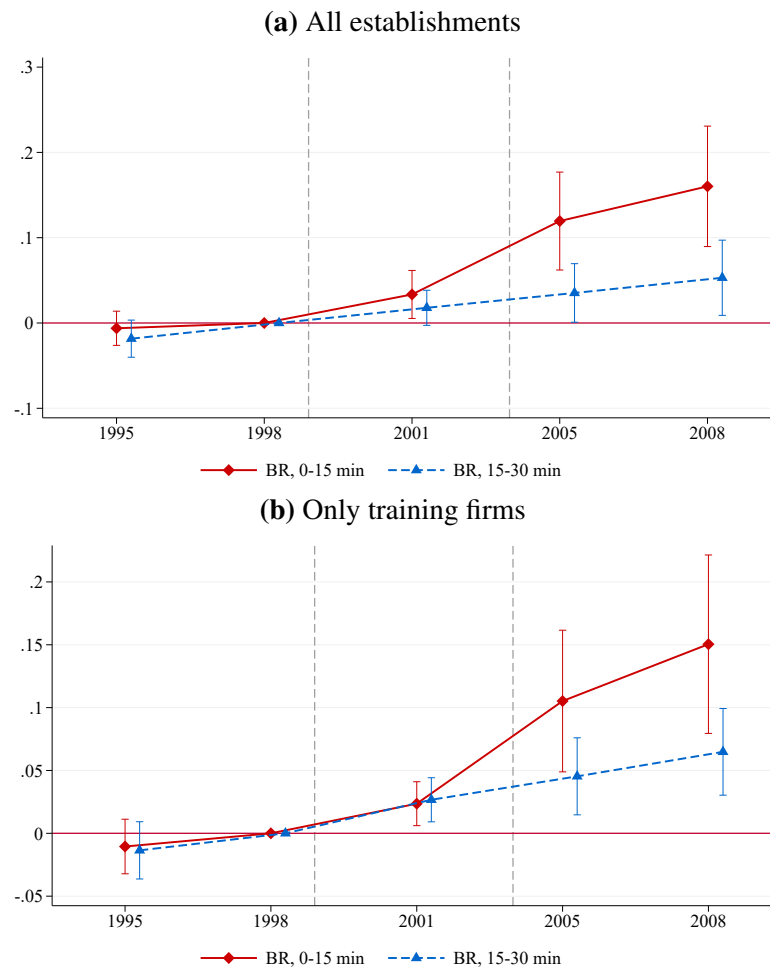 (a) All establishments
.3
.2
.1
0
-.1
1995 1998 2001 2005 2008
BR, 0-15 min BR, 15-30 min
(b) Only training firms
.2
.15
.1
.05
0
-.05
1995 1998 2001 2005 2008
BR, 0-15 min BR, 15-30 min